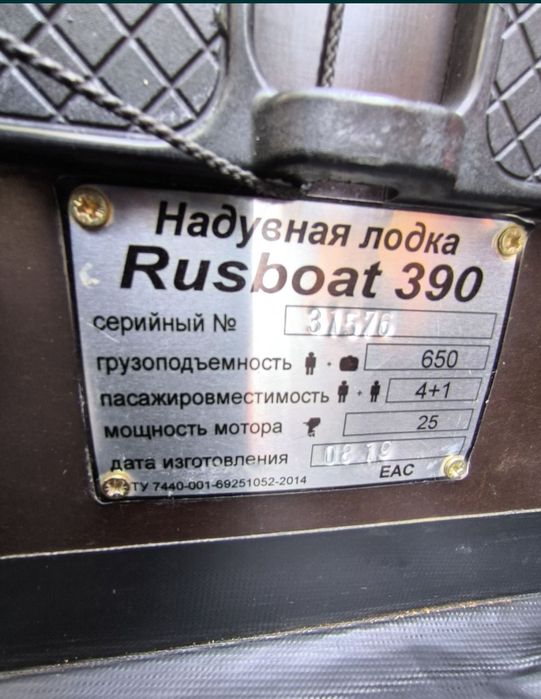 Надувная лодка
Rusboat 390
серийный № 31576
грузоподъемность 650
пасажировместимость 4+1
мощность мотора 25
дата изготовления 08 19
ТУ 7440-001-69251052-2014 EAC